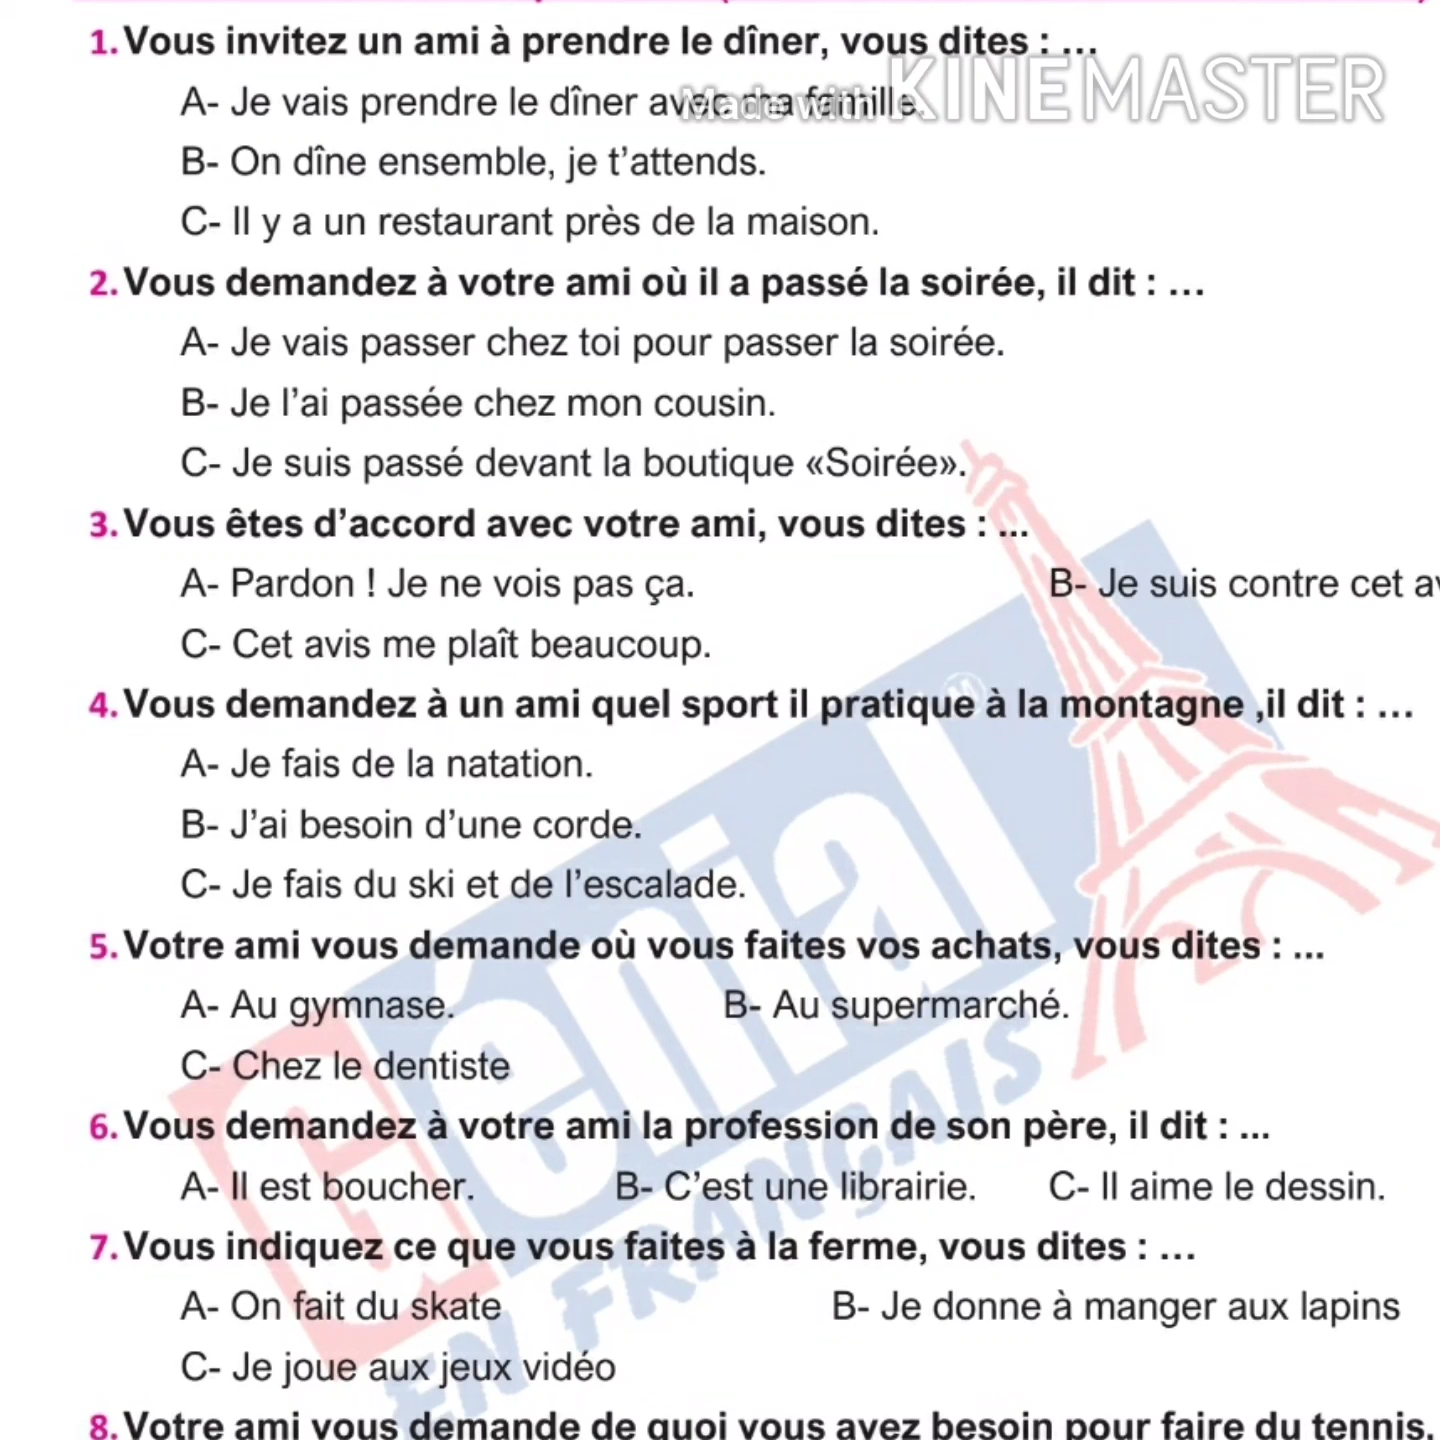 1. Vous invitez un ami à prendre le dîner, vous dites : ...
Made with KINEMASTER
A- Je vais prendre le dîner avec ma famille.
B- On dîne ensemble, je t’attends.
C- Il y a un restaurant près de la maison.
2. Vous demandez à votre ami où il a passé la soirée, il dit : ...
A- Je vais passer chez toi pour passer la soirée.
B- Je l’ai passée chez mon cousin.
C- Je suis passé devant la boutique «Soirée».
3. Vous êtes d’accord avec votre ami, vous dites : ...
A- Pardon ! Je ne vois pas ça. B- Je suis contre cet
C- Cet avis me plaît beaucoup.
4. Vous demandez à un ami quel sport il pratique à la montagne ,il dit : ...
A- Je fais de la natation.
B- J’ai besoin d’une corde.
C- Je fais du ski et de l’escalade.
5. Votre ami vous demande où vous faites vos achats, vous dites : ...
A- Au gymnase. B- Au supermarché.
C- Chez le dentiste
6. Vous demandez à votre ami la profession de son père, il dit : ...
A- Il est boucher. B- C’est une librairie. C- Il aime le dessin.
7. Vous indiquez ce que vous faites à la ferme, vous dites : ...
A- On fait du skate B- Je donne à manger aux lapins
C- Je joue aux jeux vidéo
8. Votre ami vous demande de quoi vous avez besoin pour faire du tennis,
Génial
EN FRANÇAIS